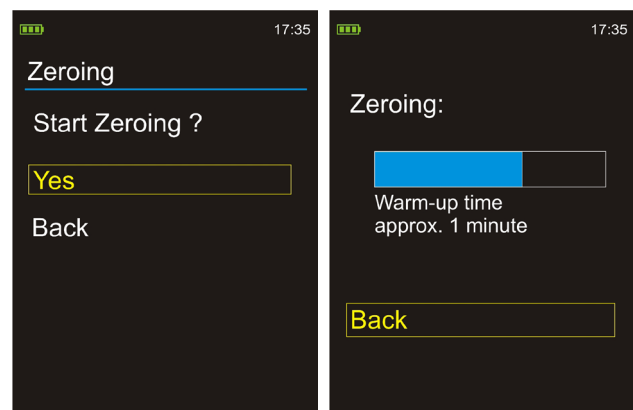 17:35
Zeroing
Start Zeroing ?
Yes
Back
17:35
Zeroing:
Warm-up time
approx. 1 minute
Back